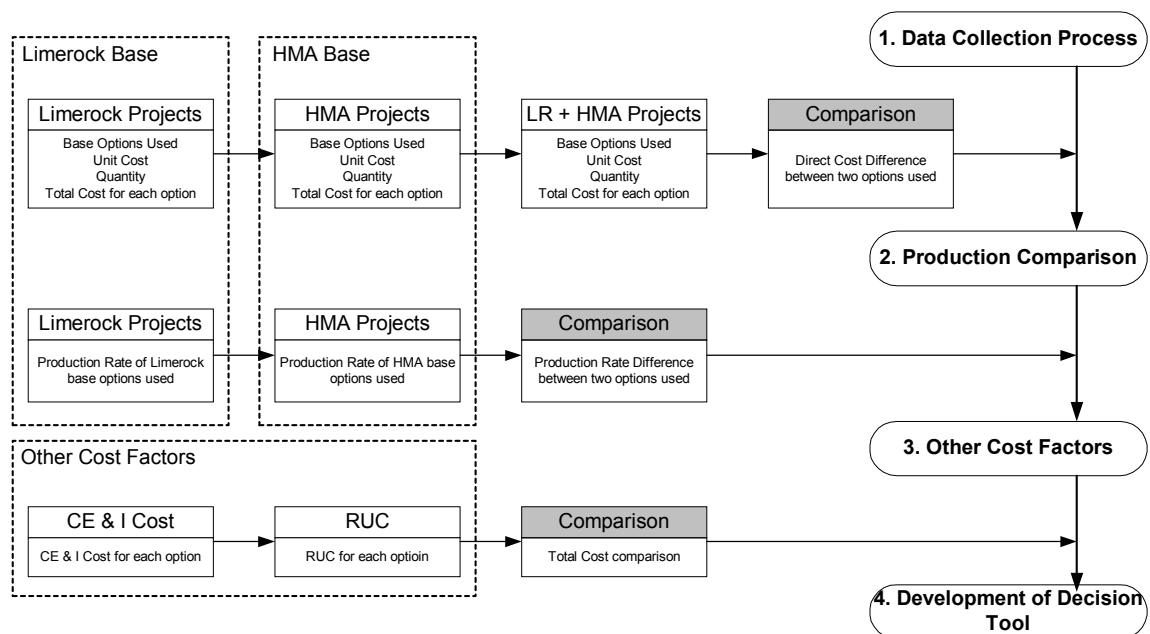 1. Data Collection Process
Limerock Base
HMA Base
Limerock Projects
Base Options Used
Unit Cost
Quantity
Total Cost for each option
HMA Projects
Base Options Used
Unit Cost
Quantity
Total Cost for each option
LR + HMA Projects
Base Options Used
Unit Cost
Quantity
Total Cost for each option
Comparison
Direct Cost Difference
between two options used
2. Production Comparison
Limerock Projects
Production Rate of Limerock
base options used
HMA Projects
Production Rate of HMA base
options used
Comparison
Production Rate Difference
between two options used
3. Other Cost Factors
Other Cost Factors
CE & I Cost
CE & I Cost for each option
RUC
RUC for each optioin
Comparison
Total Cost comparison
4. Development of Decision
Tool